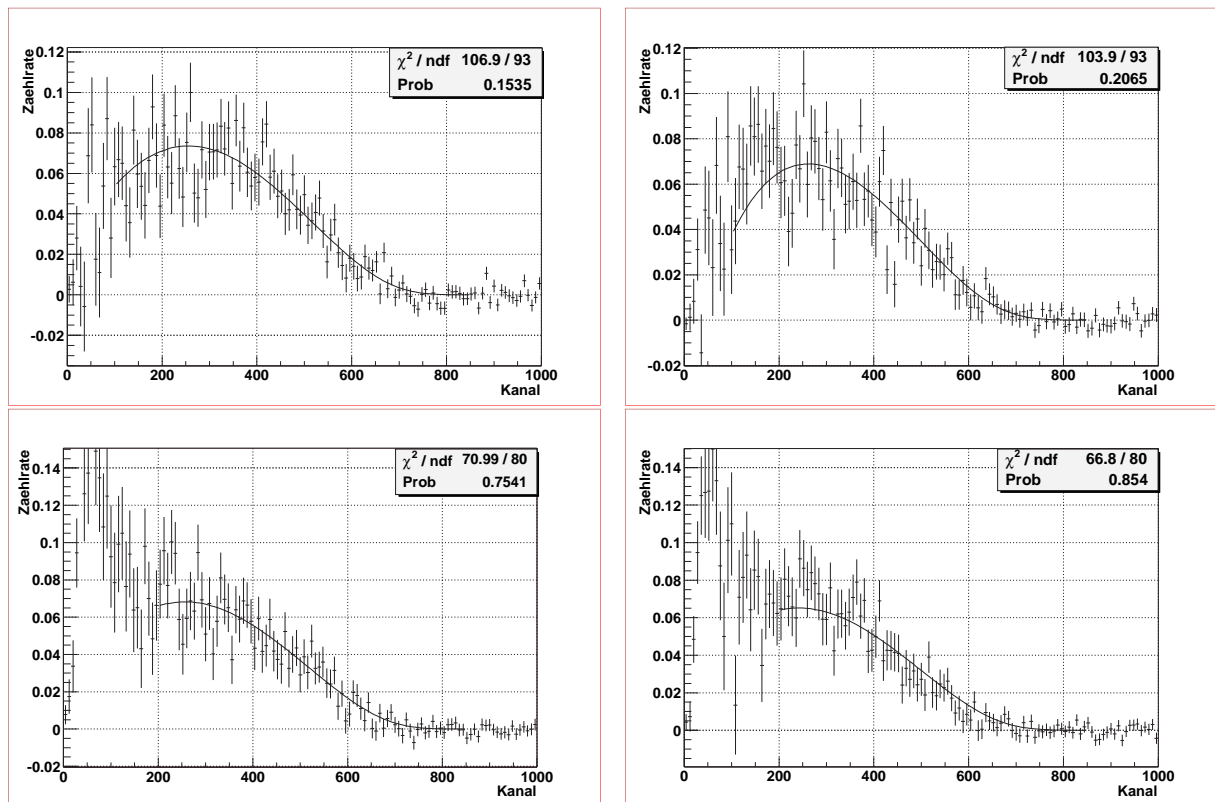 χ² / ndf 106.9 / 93
Prob 0.1535
Zaehlrate
0.12
0.1
0.08
0.06
0.04
0.02
0
-0.02
0 200 400 600 800 1000
Kanal
χ² / ndf 103.9 / 93
Prob 0.2065
Zaehlrate
0.12
0.1
0.08
0.06
0.04
0.02
0
-0.02
0 200 400 600 800 1000
Kanal
χ² / ndf 70.99 / 80
Prob 0.7541
Zaehlrate
0.14
0.12
0.1
0.08
0.06
0.04
0.02
0
-0.02
0 200 400 600 800 1000
Kanal
χ² / ndf 66.8 / 80
Prob 0.854
Zaehlrate
0.14
0.12
0.1
0.08
0.06
0.04
0.02
0
-0.02
0 200 400 600 800 1000
Kanal